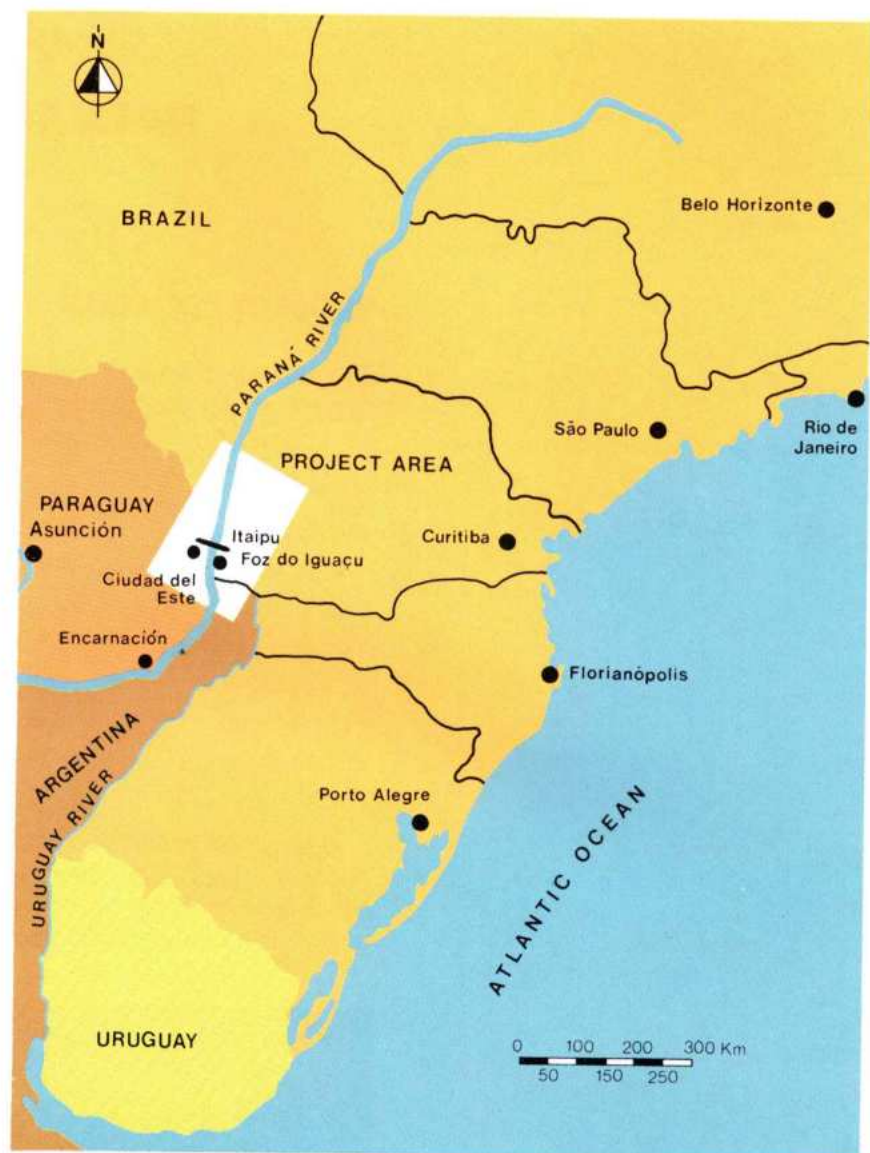 N
BRAZIL
Belo Horizonte
PARANÁ RIVER
São Paulo
Rio de
Janeiro
PROJECT AREA
PARAGUAY
Asunción
Itaipu
Foz do Iguaçu
Curitiba
Ciudad del
Este
Encarnación
Florianópolis
ARGENTINA
URUGUAY RIVER
Porto Alegre
ATLANTIC OCEAN
URUGUAY
0 100 200 300 Km
50 150 250